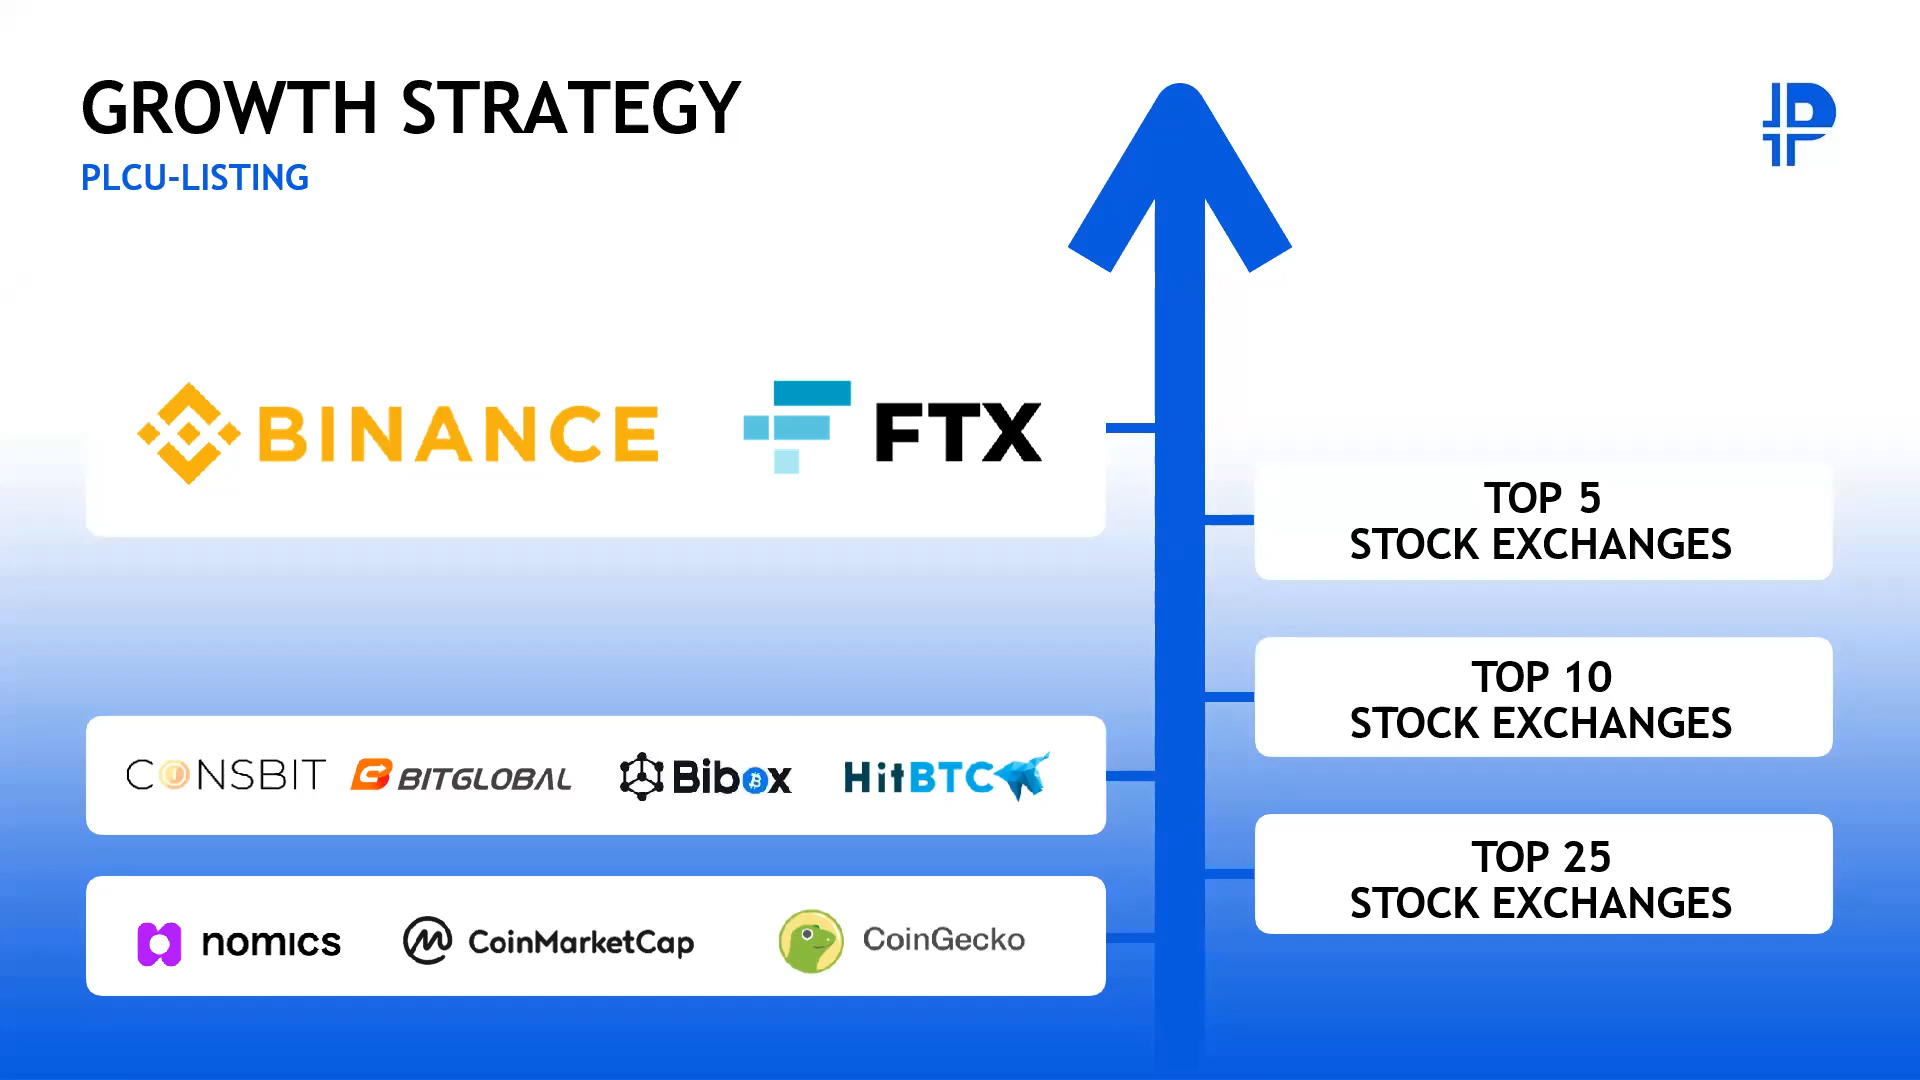 GROWTH STRATEGY
PLCU-LISTING
BINANCE
FTX
TOP 5
STOCK EXCHANGES
TOP 10
STOCK EXCHANGES
CONSBIT
BITGLOBAL
Bibox
HitBTC
TOP 25
STOCK EXCHANGES
nomics
CoinMarketCap
CoinGecko